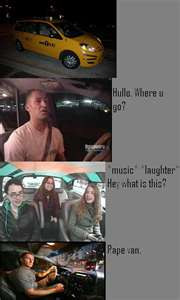 Hullo. Where u
go?
*music* *laughter*
Hey what is this?
Pape van.